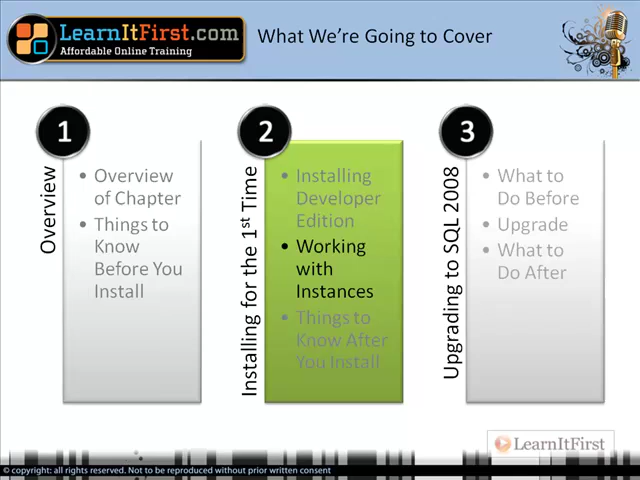 LearnItFirst.com
Affordable Online Training
What We're Going to Cover
1
Overview
• Overview
of Chapter
• Things to
Know
Before You
Install
2
Installing for the 1st Time
• Installing
Developer
Edition
• Working
with
Instances
• Things to
Know After
You Install
3
Upgrading to SQL 2008
• What to
Do Before
• Upgrade
• What to
Do After
LearnItFirst
© copyright; all rights reserved. Not to be reproduced without prior written consent